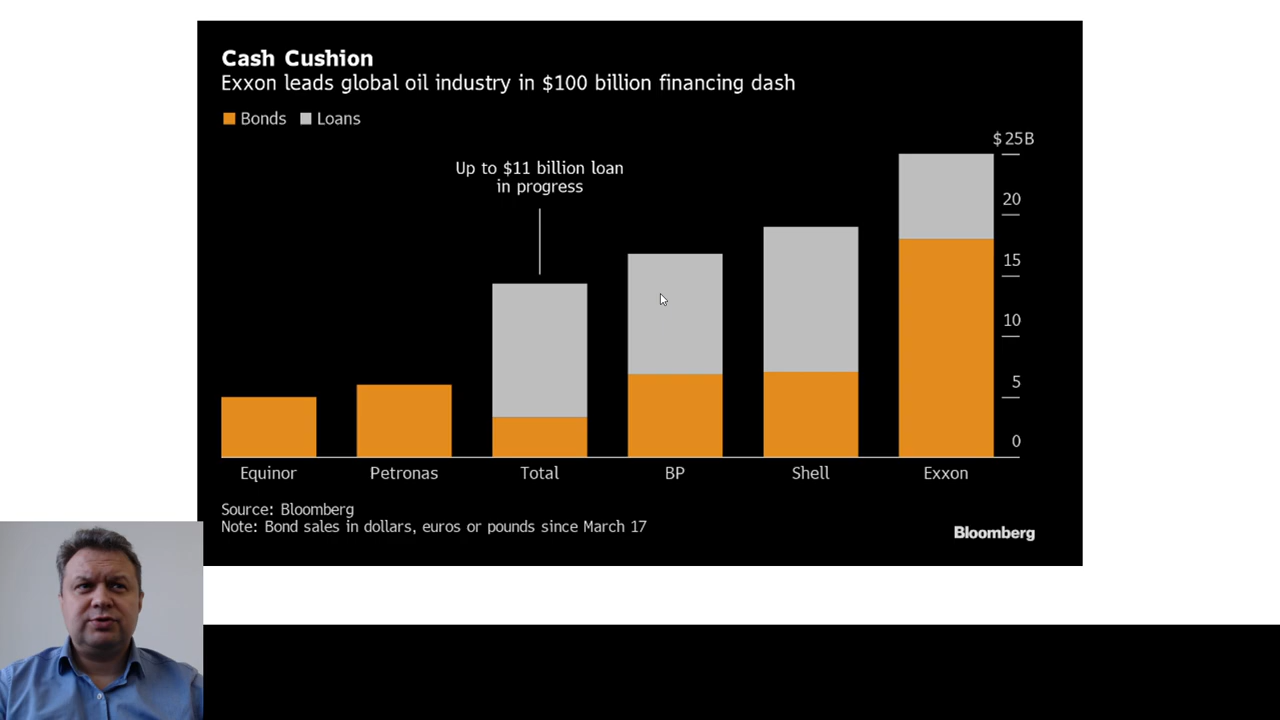 Cash Cushion
Exxon leads global oil industry in $100 billion financing dash
Bonds Loans
$25B
Up to $11 billion loan
in progress
20
15
10
5
0
Equinor Petronas Total BP Shell Exxon
Source: Bloomberg
Note: Bond sales in dollars, euros or pounds since March 17
Bloomberg